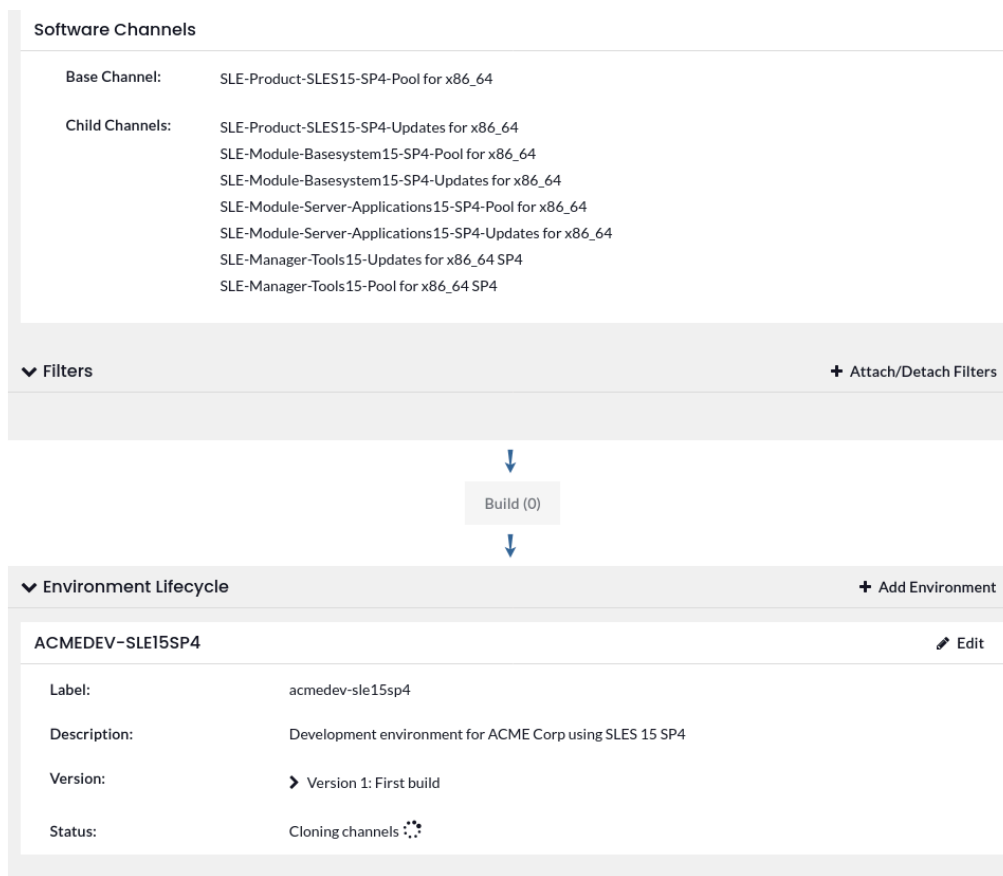 Software Channels
Base Channel: SLE-Product-SLES15-SP4-Pool for x86_64
Child Channels: SLE-Product-SLES15-SP4-Updates for x86_64
SLE-Module-Basesystem15-SP4-Pool for x86_64
SLE-Module-Basesystem15-SP4-Updates for x86_64
SLE-Module-Server-Applications15-SP4-Pool for x86_64
SLE-Module-Server-Applications15-SP4-Updates for x86_64
SLE-Manager-Tools15-Updates for x86_64 SP4
SLE-Manager-Tools15-Pool for x86_64 SP4
Filters + Attach/Detach Filters
Build (0)
Environment Lifecycle + Add Environment
ACMEDEV-SLE15SP4 Edit
Label: acmedev-sle15sp4
Description: Development environment for ACME Corp using SLES 15 SP4
Version: Version 1: First build
Status: Cloning channels